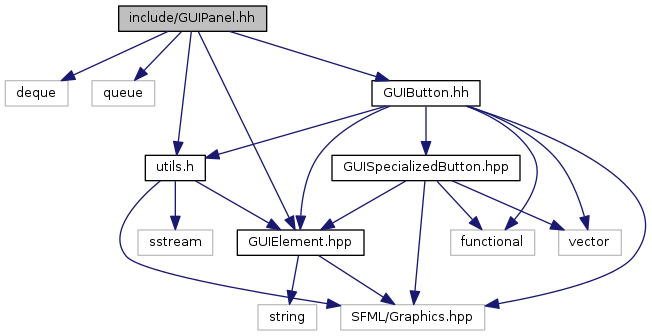 include/GUIPanel.hh
deque
queue
GUIButton.hh
utils.h
GUISpecializedButton.hpp
sstream
GUIElement.hpp
functional
vector
string
SFML/Graphics.hpp